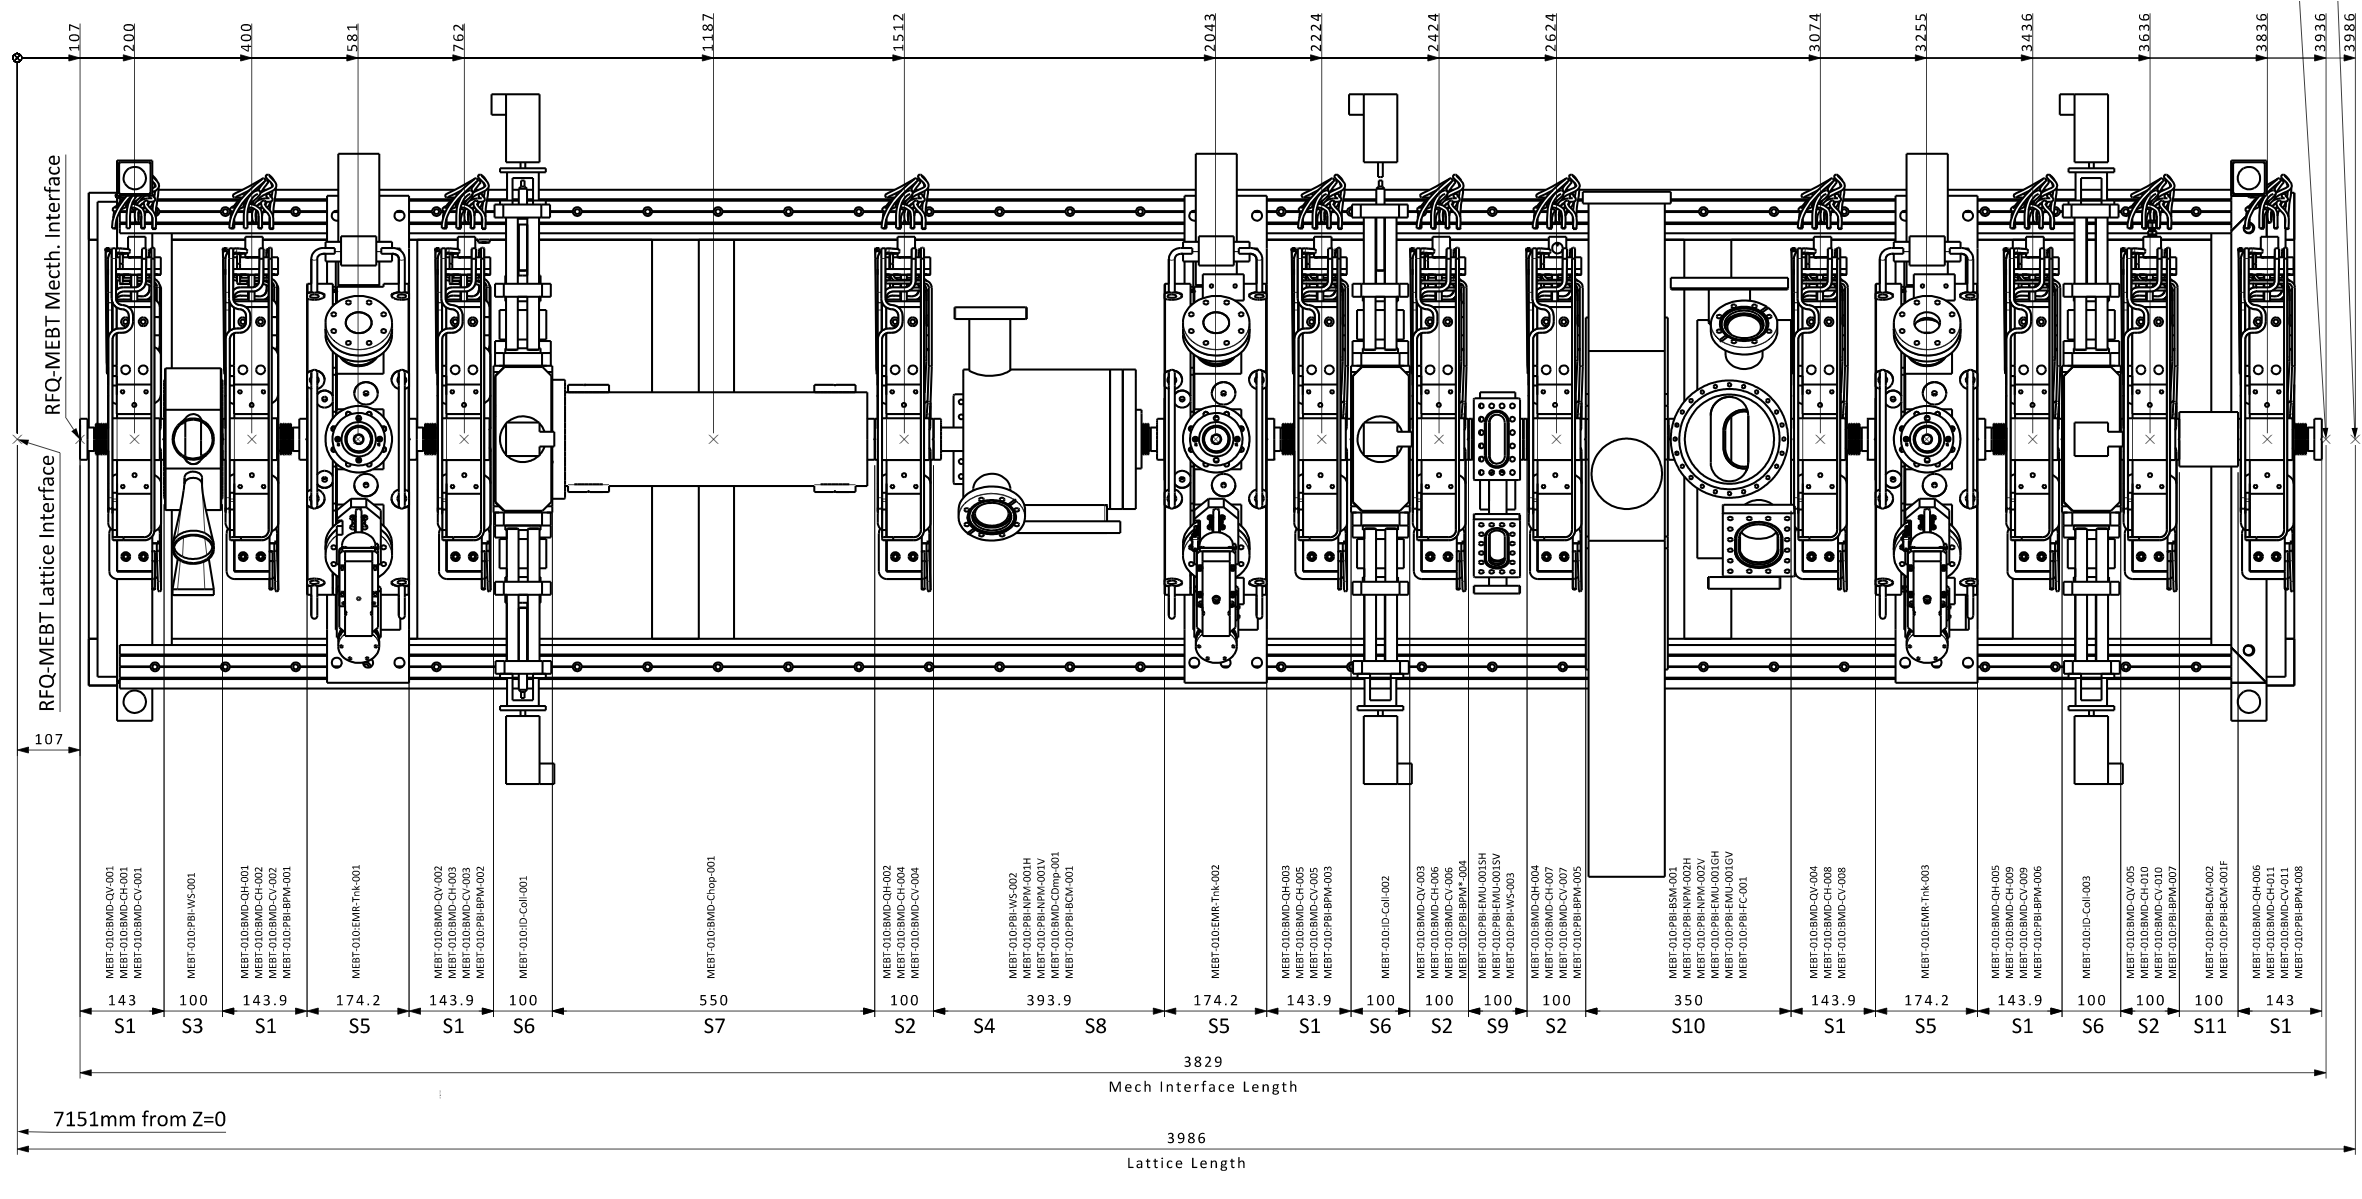 107
200
400
581
762
1187
1512
2043
2224
2424
2624
3074
3255
3436
3636
3836
3936
3986
RFQ-MEBT Mech. Interface
RFQ-MEBT Lattice Interface
107
MEBT-010:BMD-QV-001
MEBT-010:BMD-CH-001
MEBT-010:BMD-CV-001
MEBT-010:PBI-WS-001
MEBT-010:BMD-QH-001
MEBT-010:BMD-CH-002
MEBT-010:BMD-CV-002
MEBT-010:PBI-BPM-001
MEBT-010:EMR-Tnk-001
MEBT-010:BMD-QV-002
MEBT-010:BMD-CH-003
MEBT-010:BMD-CV-003
MEBT-010:PBI-BPM-002
MEBT-010:ID-Coll-001
MEBT-010:BMD-Chop-001
MEBT-010:BMD-QH-002
MEBT-010:BMD-CH-004
MEBT-010:BMD-CV-004
MEBT-010:PBI-WS-002
MEBT-010:PBI-NPM-001H
MEBT-010:PBI-NPM-001V
MEBT-010:BMD-CDmp-001
MEBT-010:PBI-BCM-001
MEBT-010:EMR-Tnk-002
MEBT-010:BMD-QH-003
MEBT-010:BMD-CH-005
MEBT-010:BMD-CV-005
MEBT-010:PBI-BPM-003
MEBT-010:ID-Coll-002
MEBT-010:BMD-QV-003
MEBT-010:BMD-CH-006
MEBT-010:BMD-CV-006
MEBT-010:PBI-BPM*-004
MEBT-010:PBI-EMU-001SH
MEBT-010:PBI-EMU-001SV
MEBT-010:PBI-WS-003
MEBT-010:BMD-QH-004
MEBT-010:BMD-CH-007
MEBT-010:BMD-CV-007
MEBT-010:PBI-BPM-005
MEBT-010:PBI-BSM-001
MEBT-010:PBI-NPM-002H
MEBT-010:PBI-NPM-002V
MEBT-010:PBI-EMU-001GH
MEBT-010:PBI-EMU-001GV
MEBT-010:PBI-FC-001
MEBT-010:BMD-QV-004
MEBT-010:BMD-CH-008
MEBT-010:BMD-CV-008
MEBT-010:EMR-Tnk-003
MEBT-010:BMD-QH-005
MEBT-010:BMD-CH-009
MEBT-010:BMD-CV-009
MEBT-010:PBI-BPM-006
MEBT-010:ID-Coll-003
MEBT-010:BMD-QV-005
MEBT-010:BMD-CH-010
MEBT-010:BMD-CV-010
MEBT-010:PBI-BPM-007
MEBT-010:PBI-BCM-002
MEBT-010:PBI-BCM-001F
MEBT-010:BMD-QH-006
MEBT-010:BMD-CH-011
MEBT-010:BMD-CV-011
MEBT-010:PBI-BPM-008
143 100 143.9 174.2 143.9 100 550 100 393.9 174.2 143.9 100 100 100 100 350 143.9 174.2 143.9 100 100 100 143
S1 S3 S1 S5 S1 S6 S7 S2 S4 S8 S5 S1 S6 S2 S9 S2 S10 S1 S5 S1 S6 S2 S11 S1
3829
Mech Interface Length
7151mm from Z=0
3986
Lattice Length